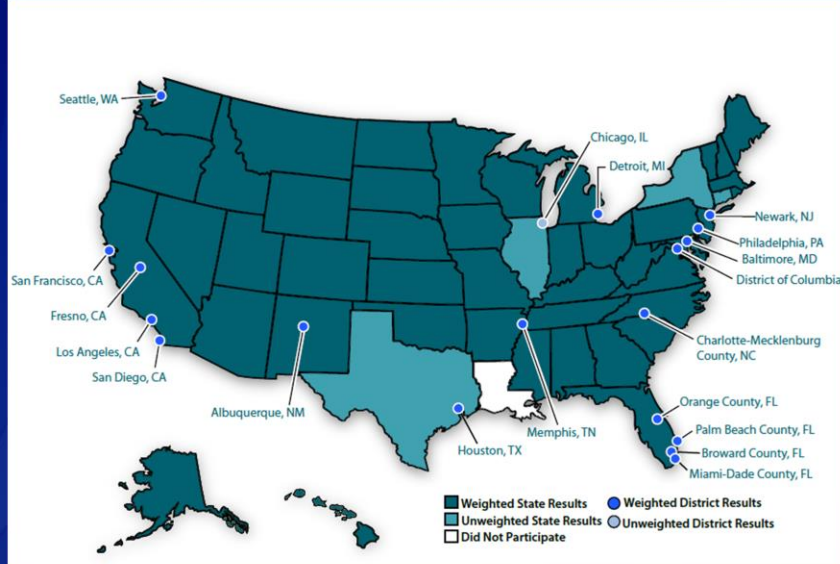 Seattle, WA
Chicago, IL
Detroit, MI
Newark, NJ
Philadelphia, PA
Baltimore, MD
District of Columbia
San Francisco, CA
Fresno, CA
Los Angeles, CA
San Diego, CA
Albuquerque, NM
Houston, TX
Memphis, TN
Charlotte-Mecklenburg
County, NC
Orange County, FL
Palm Beach County, FL
Broward County, FL
Miami-Dade County, FL
Weighted State Results
Unweighted State Results
Did Not Participate
Weighted District Results
Unweighted District Results